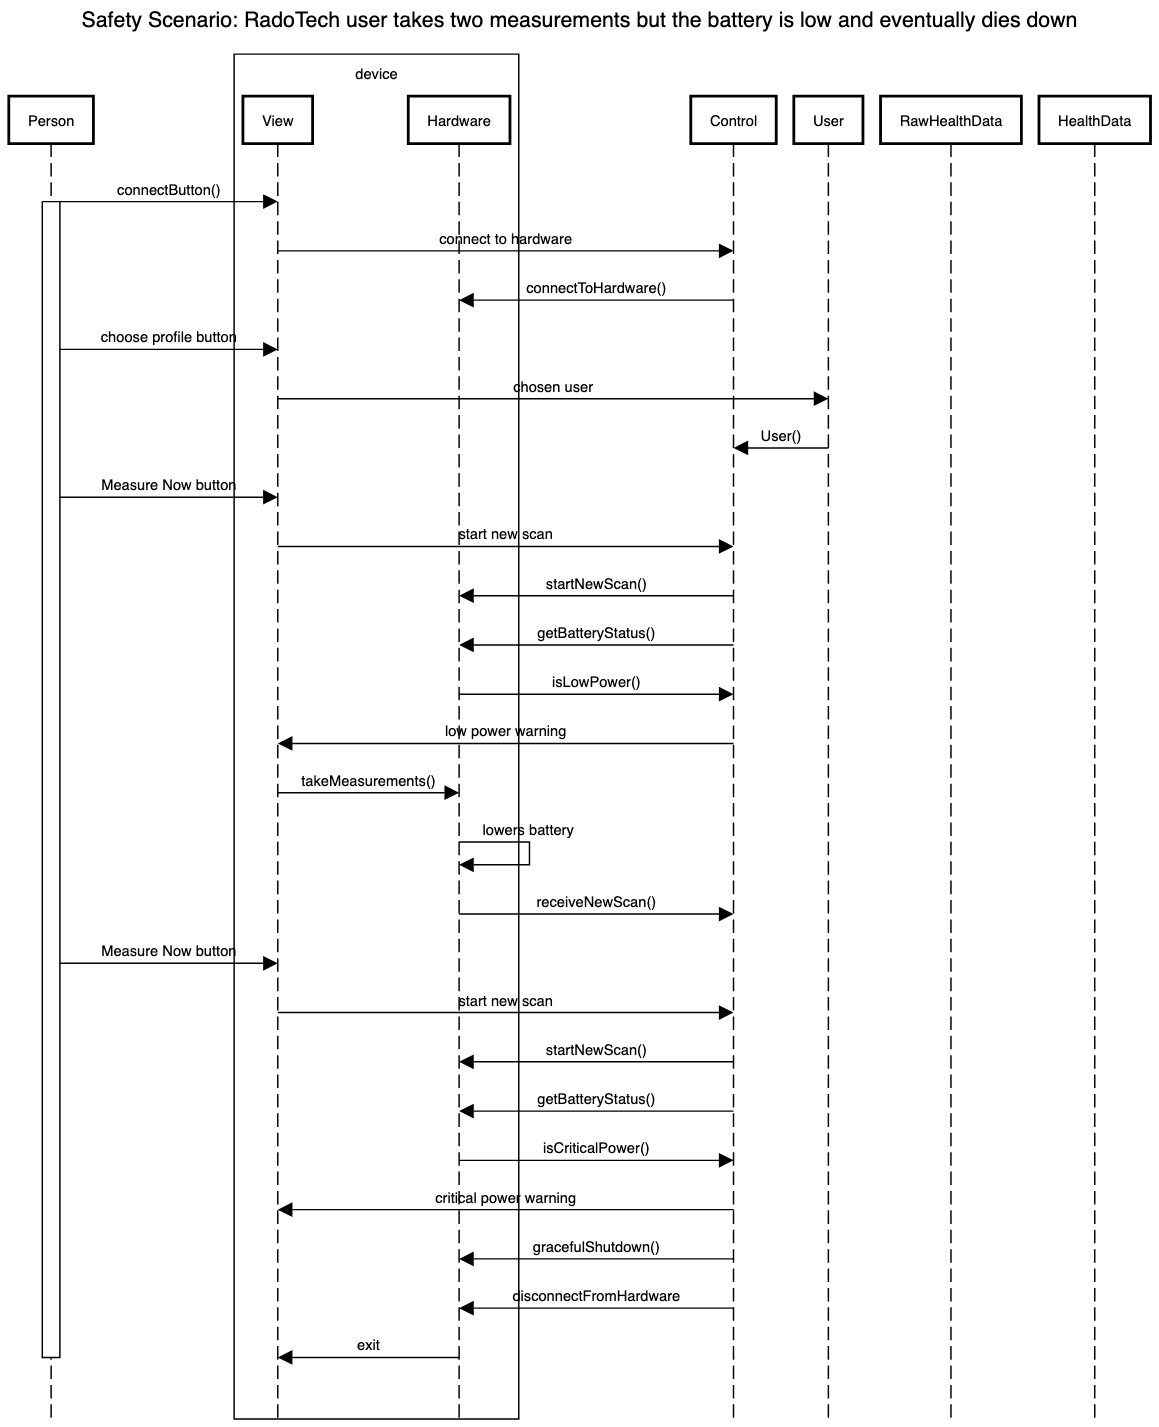 Safety Scenario: RadoTech user takes two measurements but the battery is low and eventually dies down
device
Person
View
Hardware
Control
User
RawHealthData
HealthData
connectButton()
connect to hardware
connectToHardware()
choose profile button
chosen user
User()
Measure Now button
start new scan
startNewScan()
getBatteryStatus()
isLowPower()
low power warning
takeMeasurements()
lowers battery
receiveNewScan()
Measure Now button
start new scan
startNewScan()
getBatteryStatus()
isCriticalPower()
critical power warning
gracefulShutdown()
disconnectFromHardware
exit